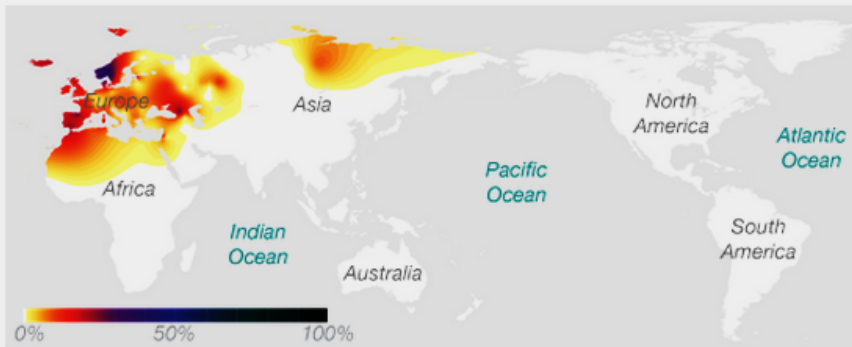 Europe
Asia
North
America
Atlantic
Ocean
Pacific
Ocean
Africa
Indian
Ocean
South
America
Australia
0%
50%
100%